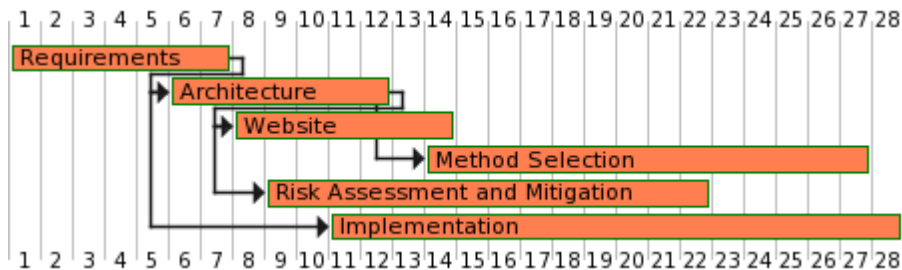 1 2 3 4 5 6 7 8 9 10 11 12 13 14 15 16 17 18 19 20 21 22 23 24 25 26 27 28
Requirements
Architecture
Website
Method Selection
Risk Assessment and Mitigation
Implementation
1 2 3 4 5 6 7 8 9 10 11 12 13 14 15 16 17 18 19 20 21 22 23 24 25 26 27 28